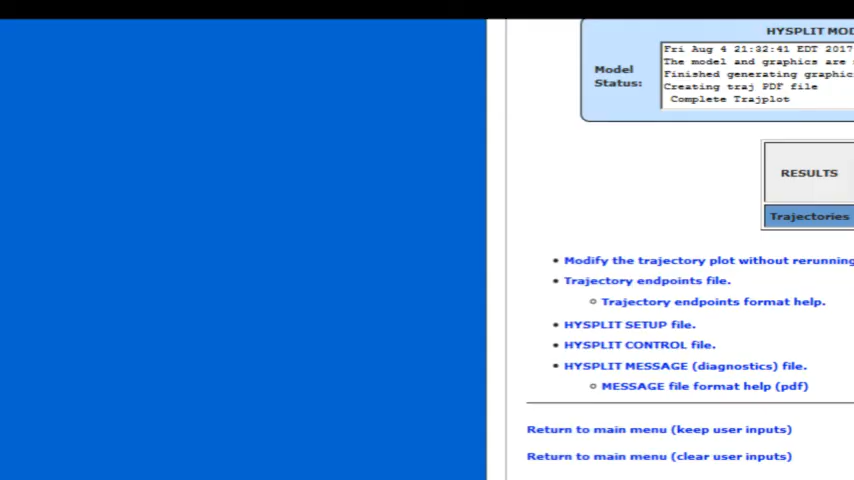 HYSPLIT MOD
Fri Aug 4 21:32:41 EDT 2017
The model and graphics are
Finished generating graphic
Creating traj PDF file
Complete Trajplot
Model
Status:
RESULTS
Trajectories
Modify the trajectory plot without rerunning
Trajectory endpoints file.
Trajectory endpoints format help.
HYSPLIT SETUP file.
HYSPLIT CONTROL file.
HYSPLIT MESSAGE (diagnostics) file.
MESSAGE file format help (pdf)
Return to main menu (keep user inputs)
Return to main menu (clear user inputs)